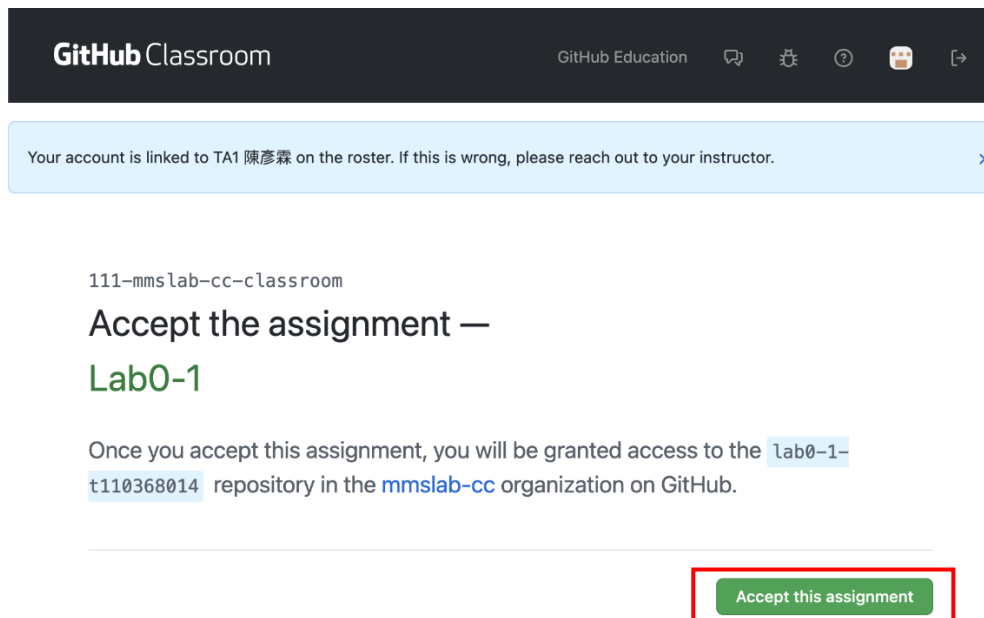 GitHub Classroom
GitHub Education
Your account is linked to TA1 陳彥霖 on the roster. If this is wrong, please reach out to your instructor.
111-mmslab-cc-classroom
Accept the assignment —
Lab0-1
Once you accept this assignment, you will be granted access to the lab0-1-
t110368014 repository in the mmslab-cc organization on GitHub.
Accept this assignment